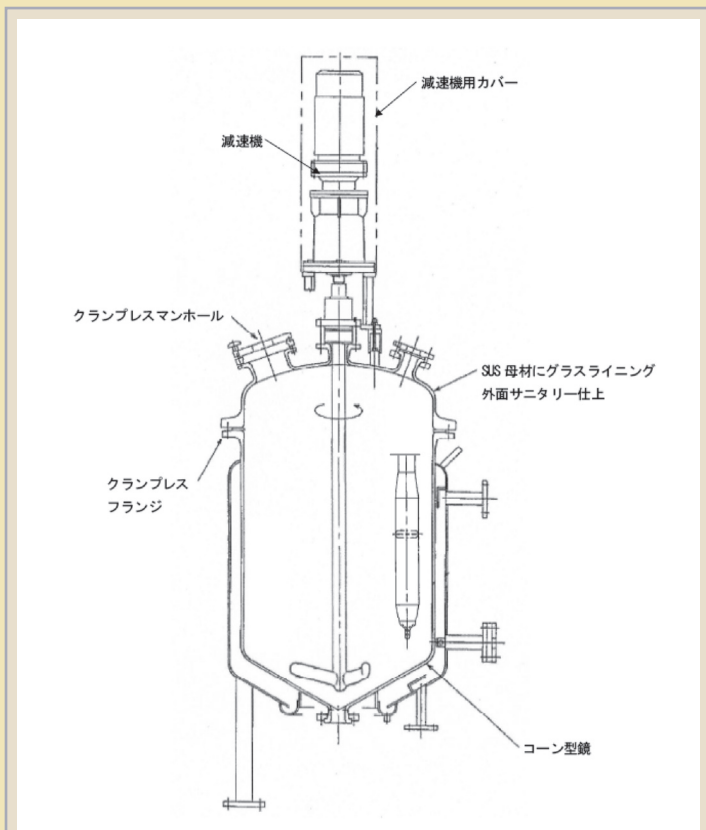 減速機用カバー
減速機
クランプレスマンホール
SUS 母材にグラスライニング
外面サニタリー仕上
クランプレス
フランジ
コーン型鏡